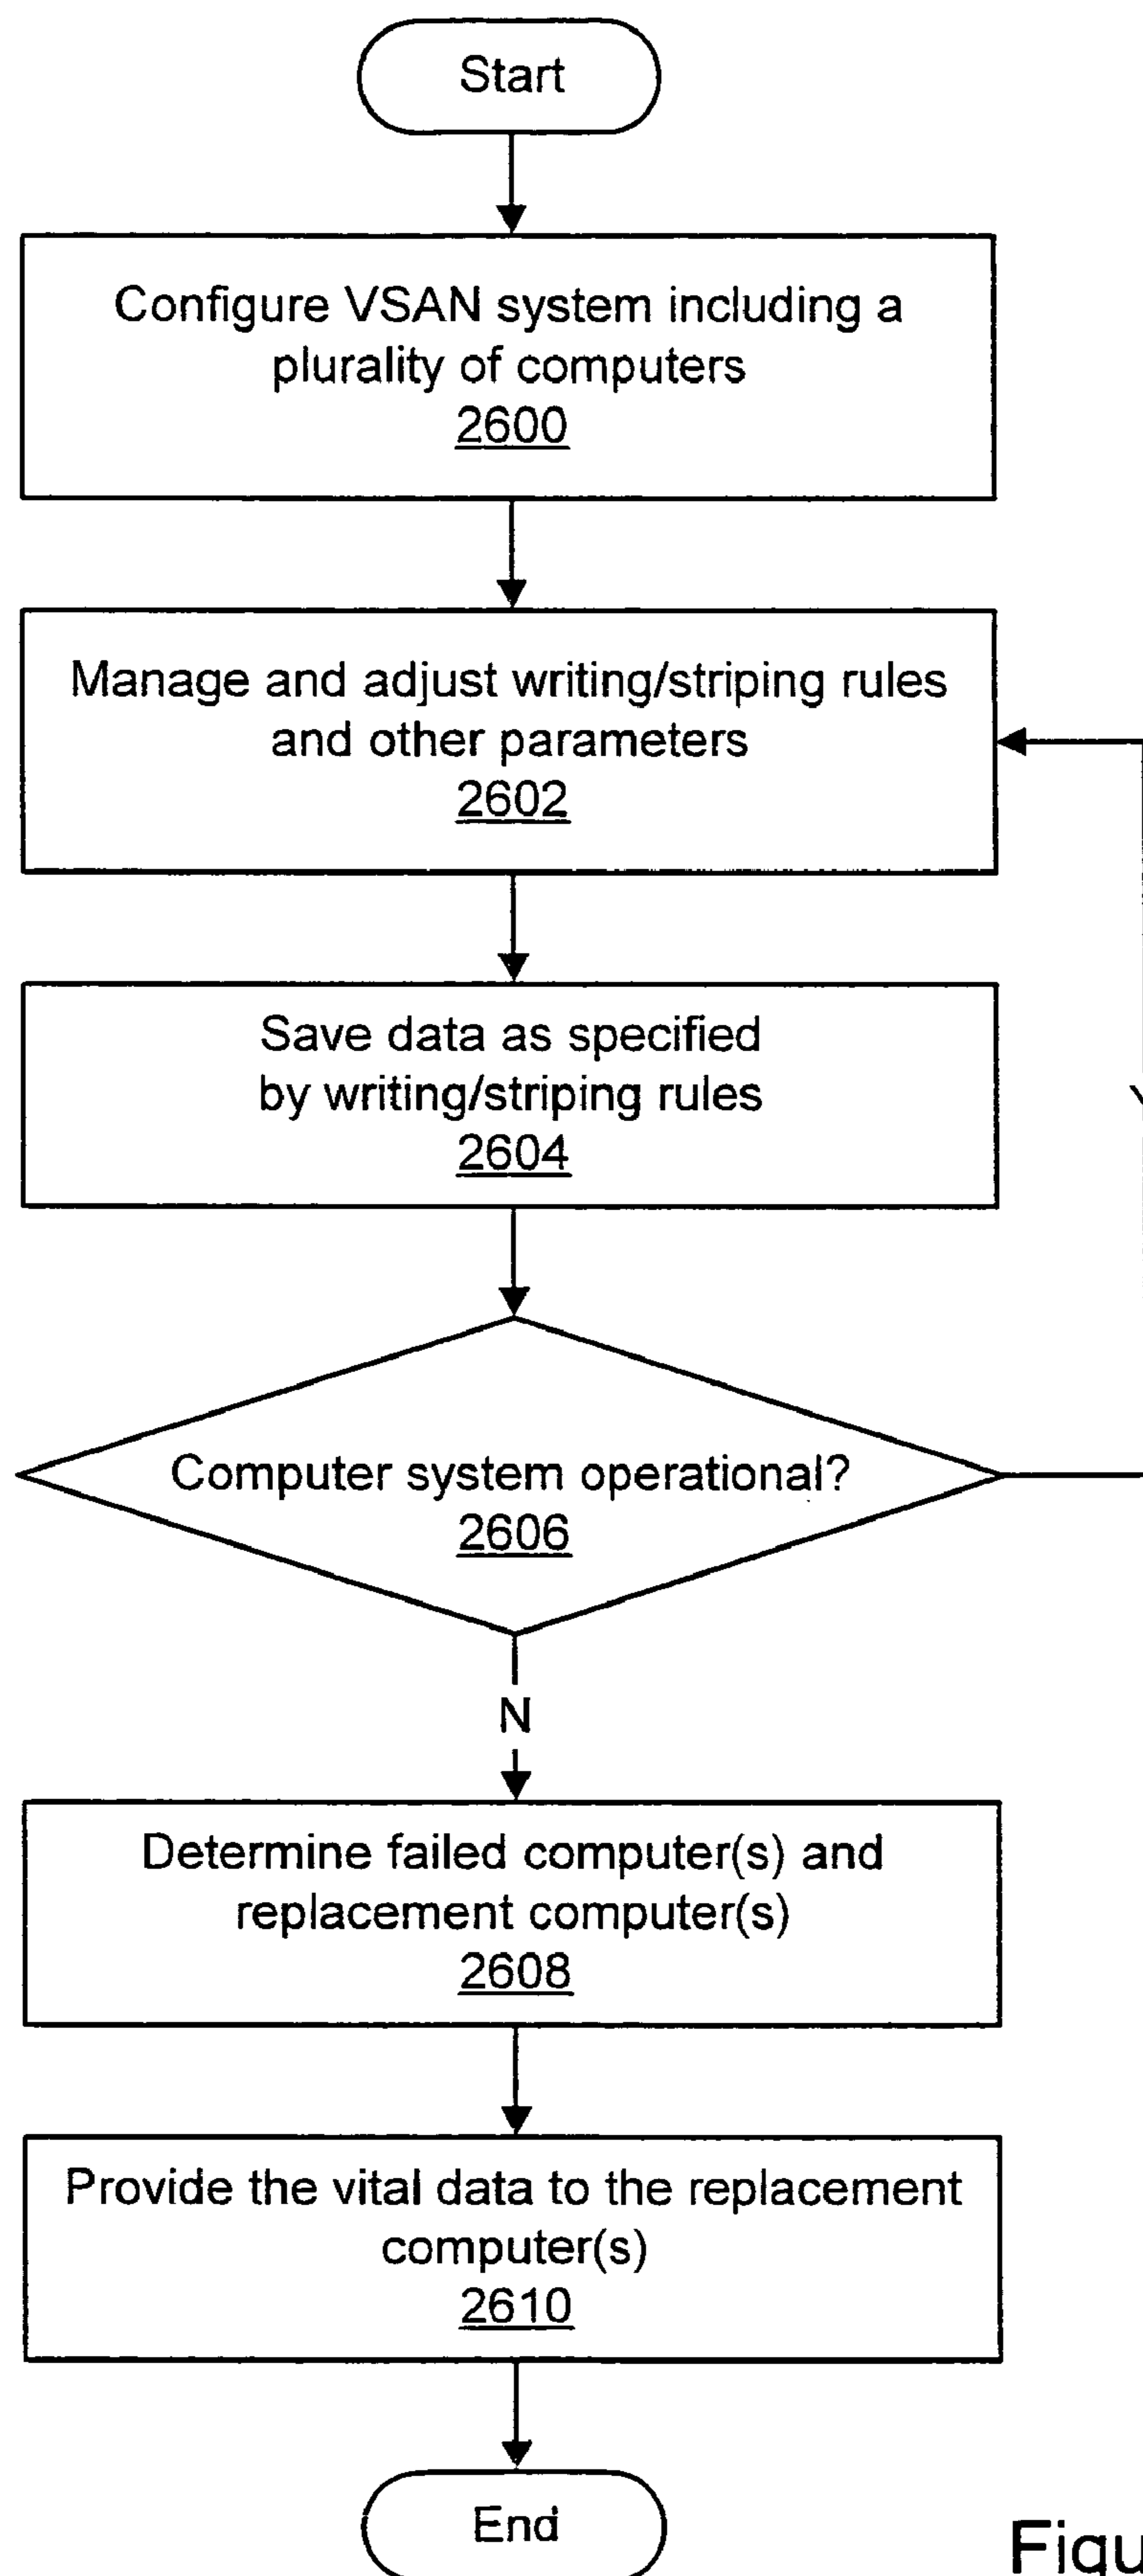 Start
Configure VSAN system including a
plurality of computers
2600
Manage and adjust writing/striping rules
and other parameters
2602
Save data as specified
by writing/striping rules
2604
Computer system operational?
2606
N
Determine failed computer(s) and
replacement computer(s)
2608
Provide the vital data to the replacement
computer(s)
2610
End